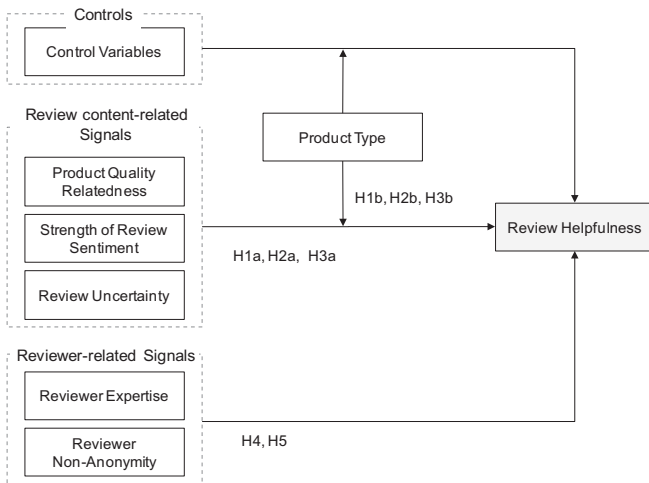 Controls
Control Variables
Review content-related
Signals
Product Quality
Relatedness
Strength of Review
Sentiment
Review Uncertainty
Product Type
H1b, H2b, H3b
H1a, H2a, H3a
Review Helpfulness
Reviewer-related Signals
Reviewer Expertise
Reviewer
Non-Anonymity
H4, H5